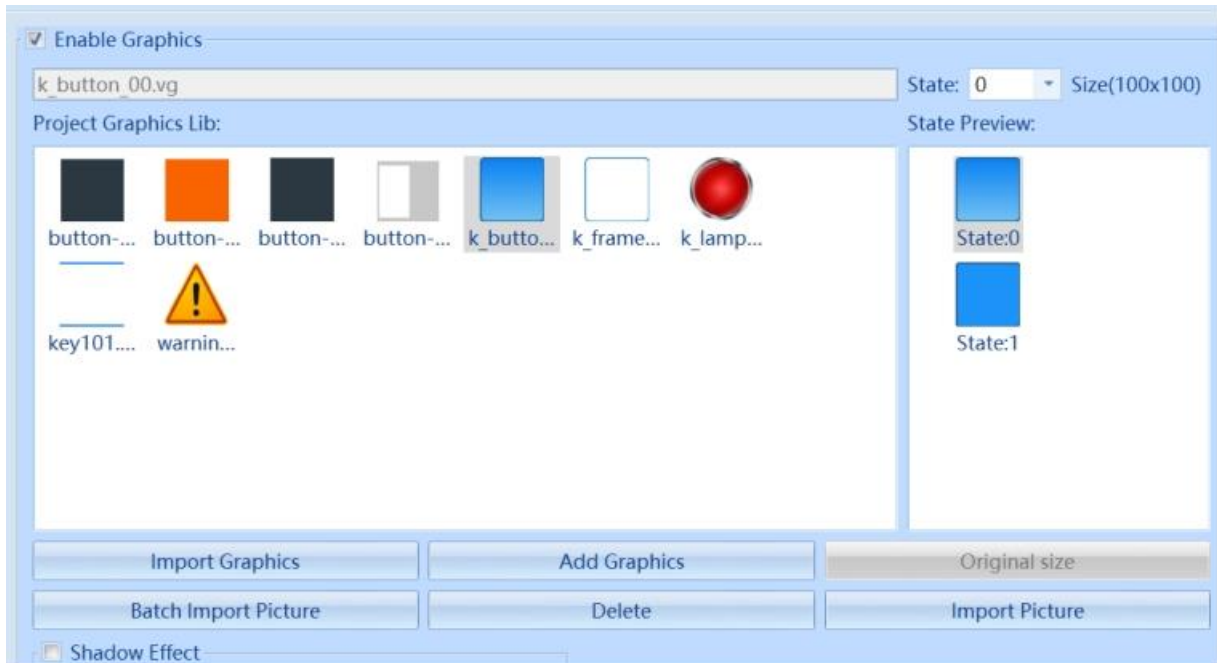 Enable Graphics
k_button_00.vg State: 0 Size(100x100)
Project Graphics Lib: State Preview:
button-... button-... button-... button-... k_butto... k_frame... k_lamp... State:0
key101.... warnin... State:1
Import Graphics Add Graphics Original size
Batch Import Picture Delete Import Picture
Shadow Effect